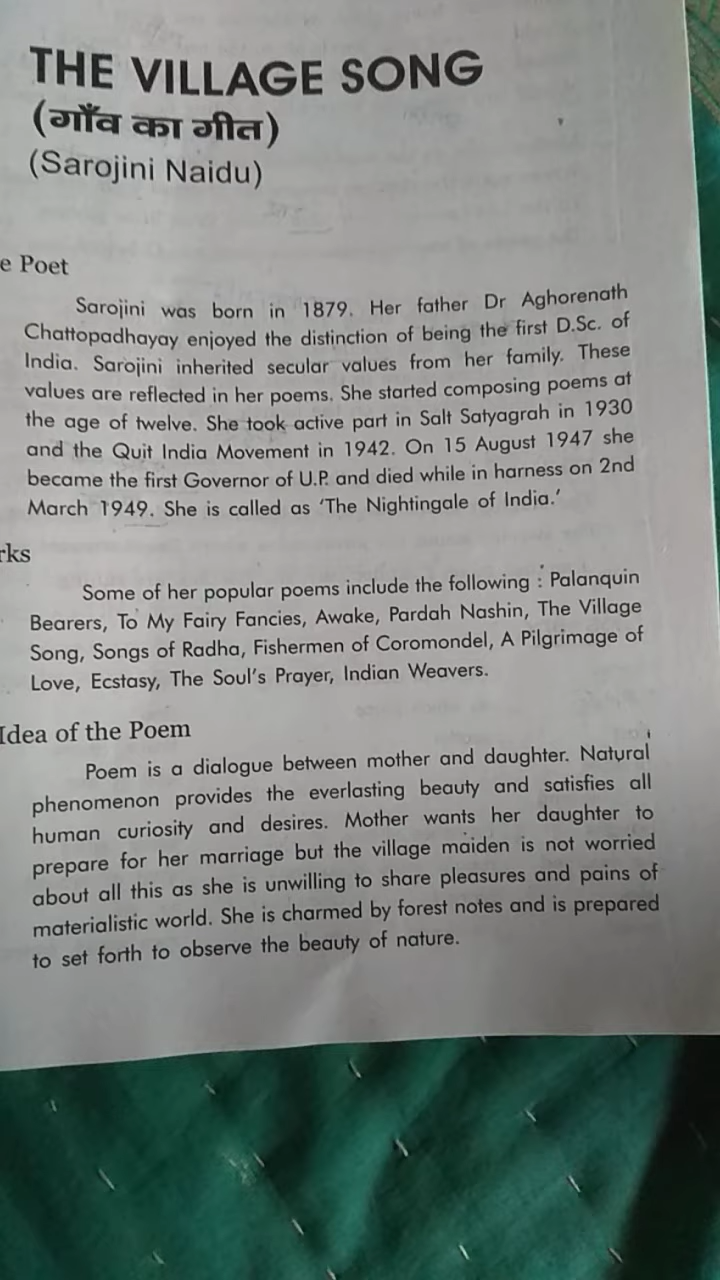 THE VILLAGE SONG
(गाँव का गीत)
(Sarojini Naidu)
e Poet
Sarojini was born in 1879. Her father Dr Aghorenath
Chattopadhayay enjoyed the distinction of being the first D.Sc. of
India. Sarojini inherited secular values from her family. These
values are reflected in her poems. She started composing poems at
the age of twelve. She took active part in Salt Satyagrah in 1930
and the Quit India Movement in 1942. On 15 August 1947 she
became the first Governor of U.P. and died while in harness on 2nd
March 1949. She is called as ‘The Nightingale of India.’
rks
Some of her popular poems include the following : Palanquin
Bearers, To My Fairy Fancies, Awake, Pardah Nashin, The Village
Song, Songs of Radha, Fishermen of Coromondel, A Pilgrimage of
Love, Ecstasy, The Soul’s Prayer, Indian Weavers.
Idea of the Poem
Poem is a dialogue between mother and daughter. Natural
phenomenon provides the everlasting beauty and satisfies all
human curiosity and desires. Mother wants her daughter to
prepare for her marriage but the village maiden is not worried
about all this as she is unwilling to share pleasures and pains of
materialistic world. She is charmed by forest notes and is prepared
to set forth to observe the beauty of nature.